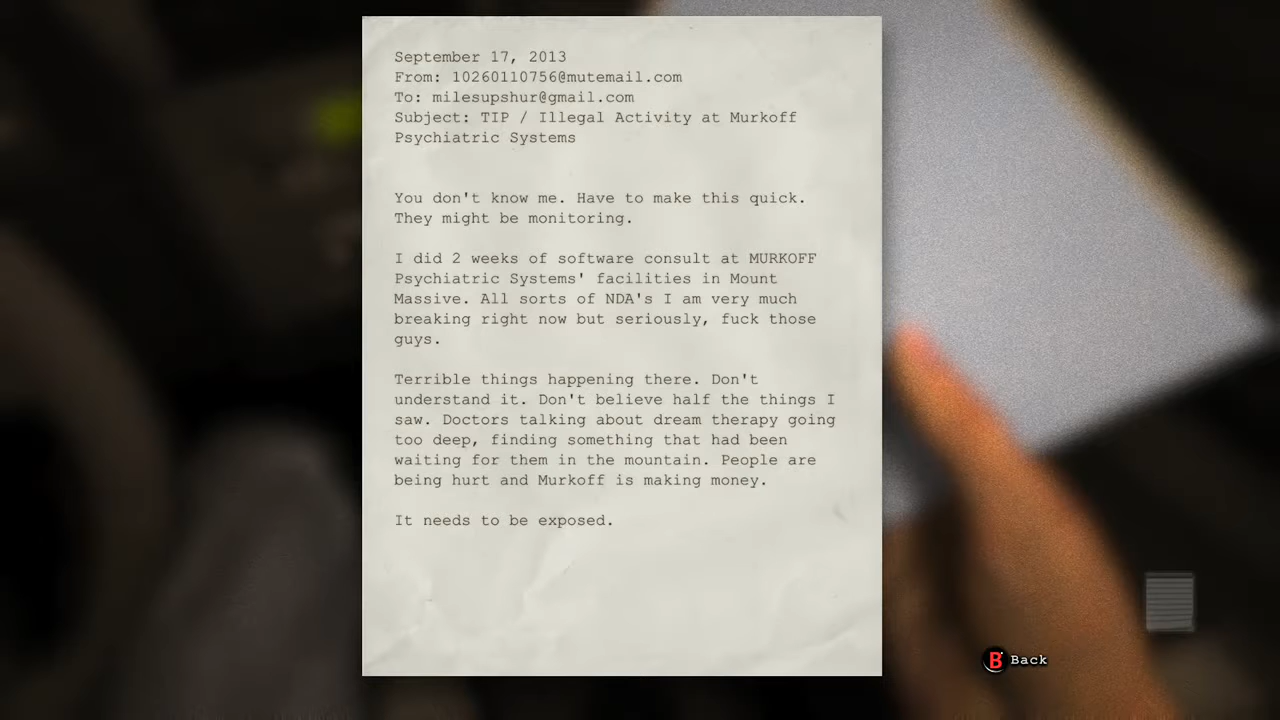 September 17, 2013
From: 10260110756@mutemail.com
To: milesupshur@gmail.com
Subject: TIP / Illegal Activity at Murkoff
Psychiatric Systems
You don't know me. Have to make this quick.
They might be monitoring.
I did 2 weeks of software consult at MURKOFF
Psychiatric Systems' facilities in Mount
Massive. All sorts of NDA's I am very much
breaking right now but seriously, fuck those
guys.
Terrible things happening there. Don't
understand it. Don't believe half the things I
saw. Doctors talking about dream therapy going
too deep, finding something that had been
waiting for them in the mountain. People are
being hurt and Murkoff is making money.
It needs to be exposed.
B Back